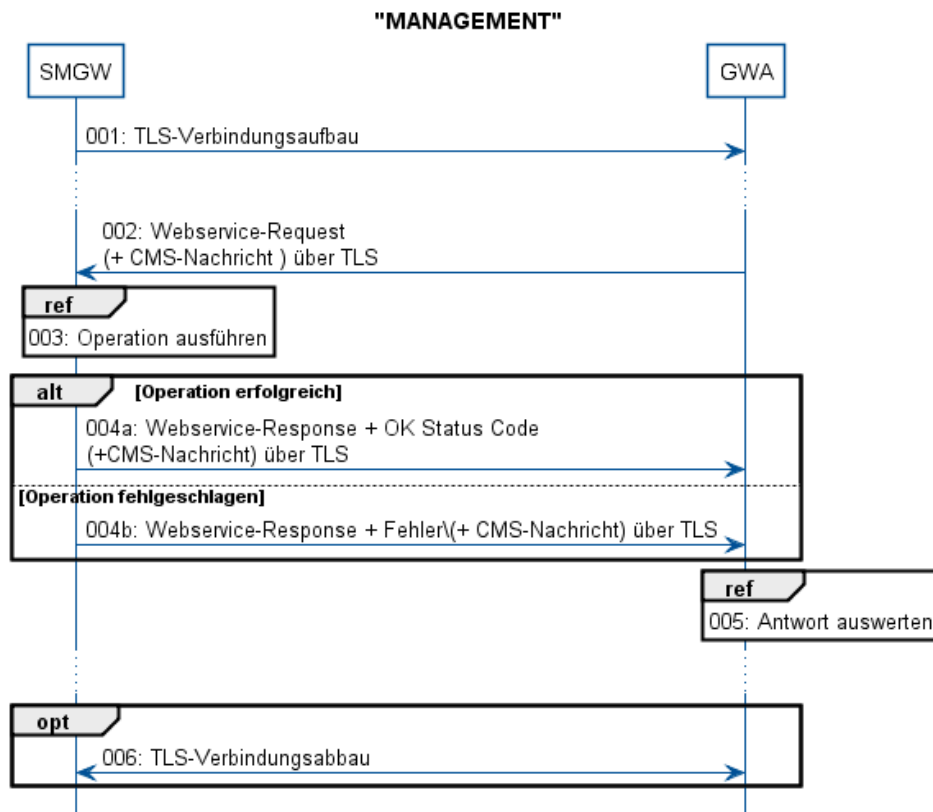 "MANAGEMENT"
SMGW
GWA
001: TLS-Verbindungsaufbau
002: Webservice-Request
(+ CMS-Nachricht ) über TLS
ref
003: Operation ausführen
alt
[Operation erfolgreich]
004a: Webservice-Response + OK Status Code
(+CMS-Nachricht) über TLS
[Operation fehlgeschlagen]
004b: Webservice-Response + Fehler\(+ CMS-Nachricht) über TLS
ref
005: Antwort auswerten
opt
006: TLS-Verbindungsabbau